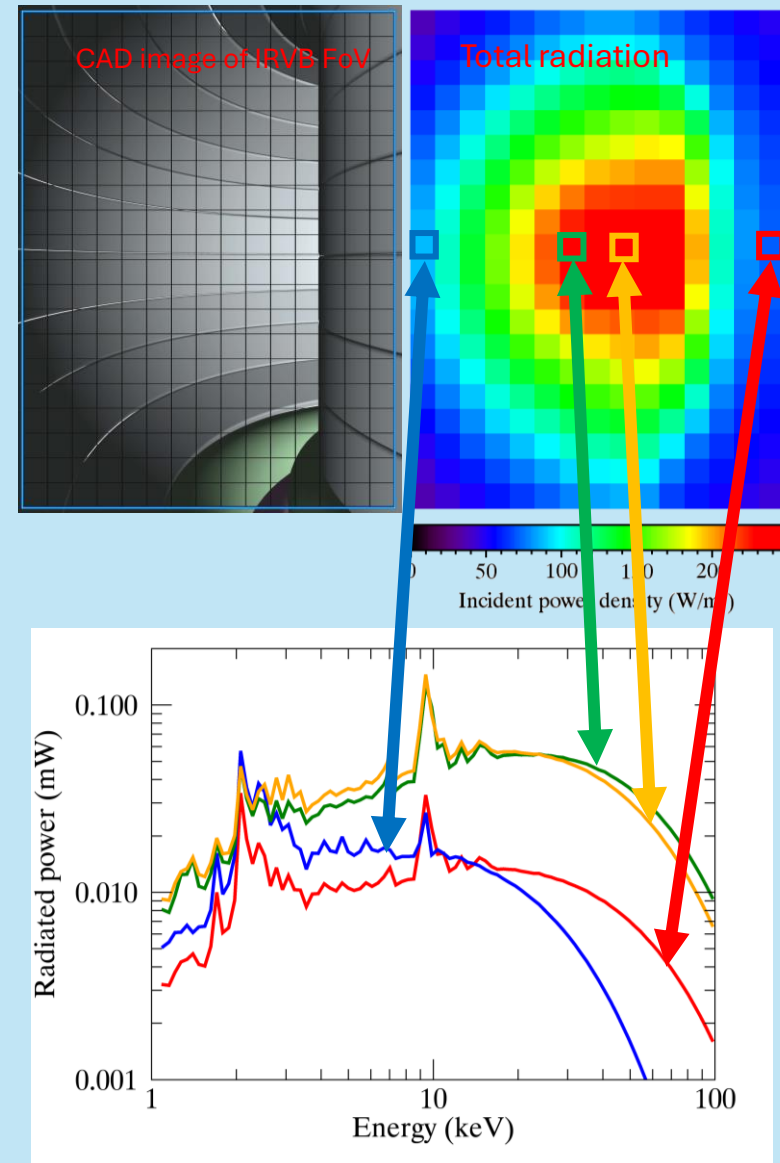 CAD image of IRVB FoV
Total radiation
50
100
Incident
0.100
0.010
0.001
Radiated power (mW)
1
10
100
Energy (keV)